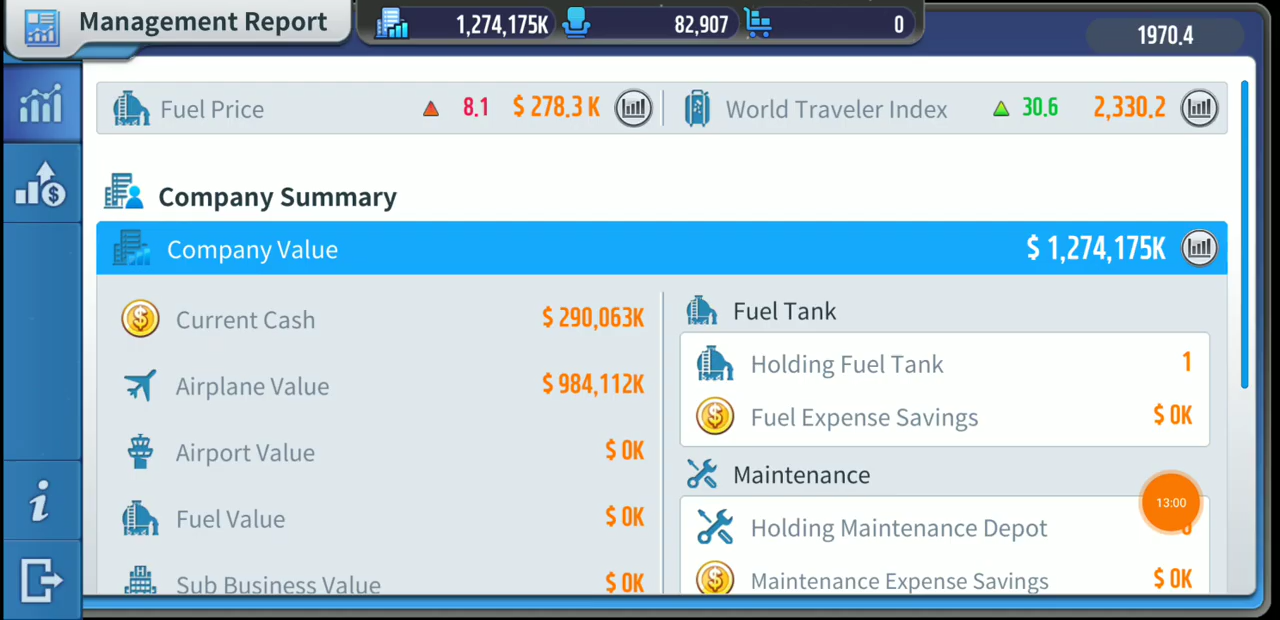 Management Report
1,274,175K
82,907
0
1970.4
Fuel Price
8.1
$ 278.3 K
World Traveler Index
30.6
2,330.2
Company Summary
Company Value
$ 1,274,175K
Current Cash
$ 290,063K
Airplane Value
$ 984,112K
Airport Value
$ 0K
Fuel Value
$ 0K
Sub Business Value
$ 0K
Fuel Tank
Holding Fuel Tank
1
Fuel Expense Savings
$ 0K
Maintenance
13:00
Holding Maintenance Depot
Maintenance Expense Savings
$ 0K